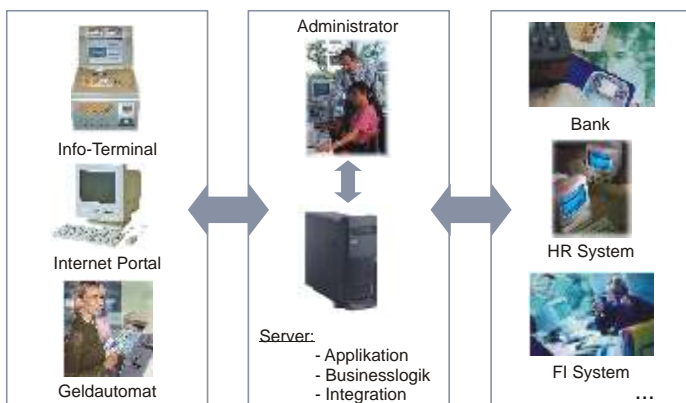 Info-Terminal
Internet Portal
Geldautomat
Administrator
Server:
- Applikation
- Businesslogik
- Integration
Bank
HR System
FI System
...